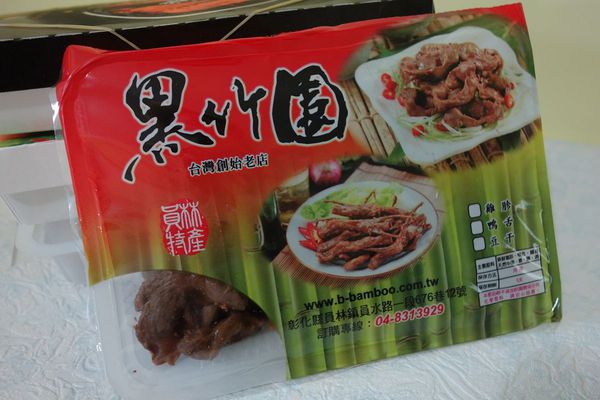 黑竹園
台灣創始老店
員林
特產
雞胗
鴨舌
豆干
www.b-bamboo.com.tw
彰化縣員林鎮員水路一段676巷12號
訂購專線：04-8313929